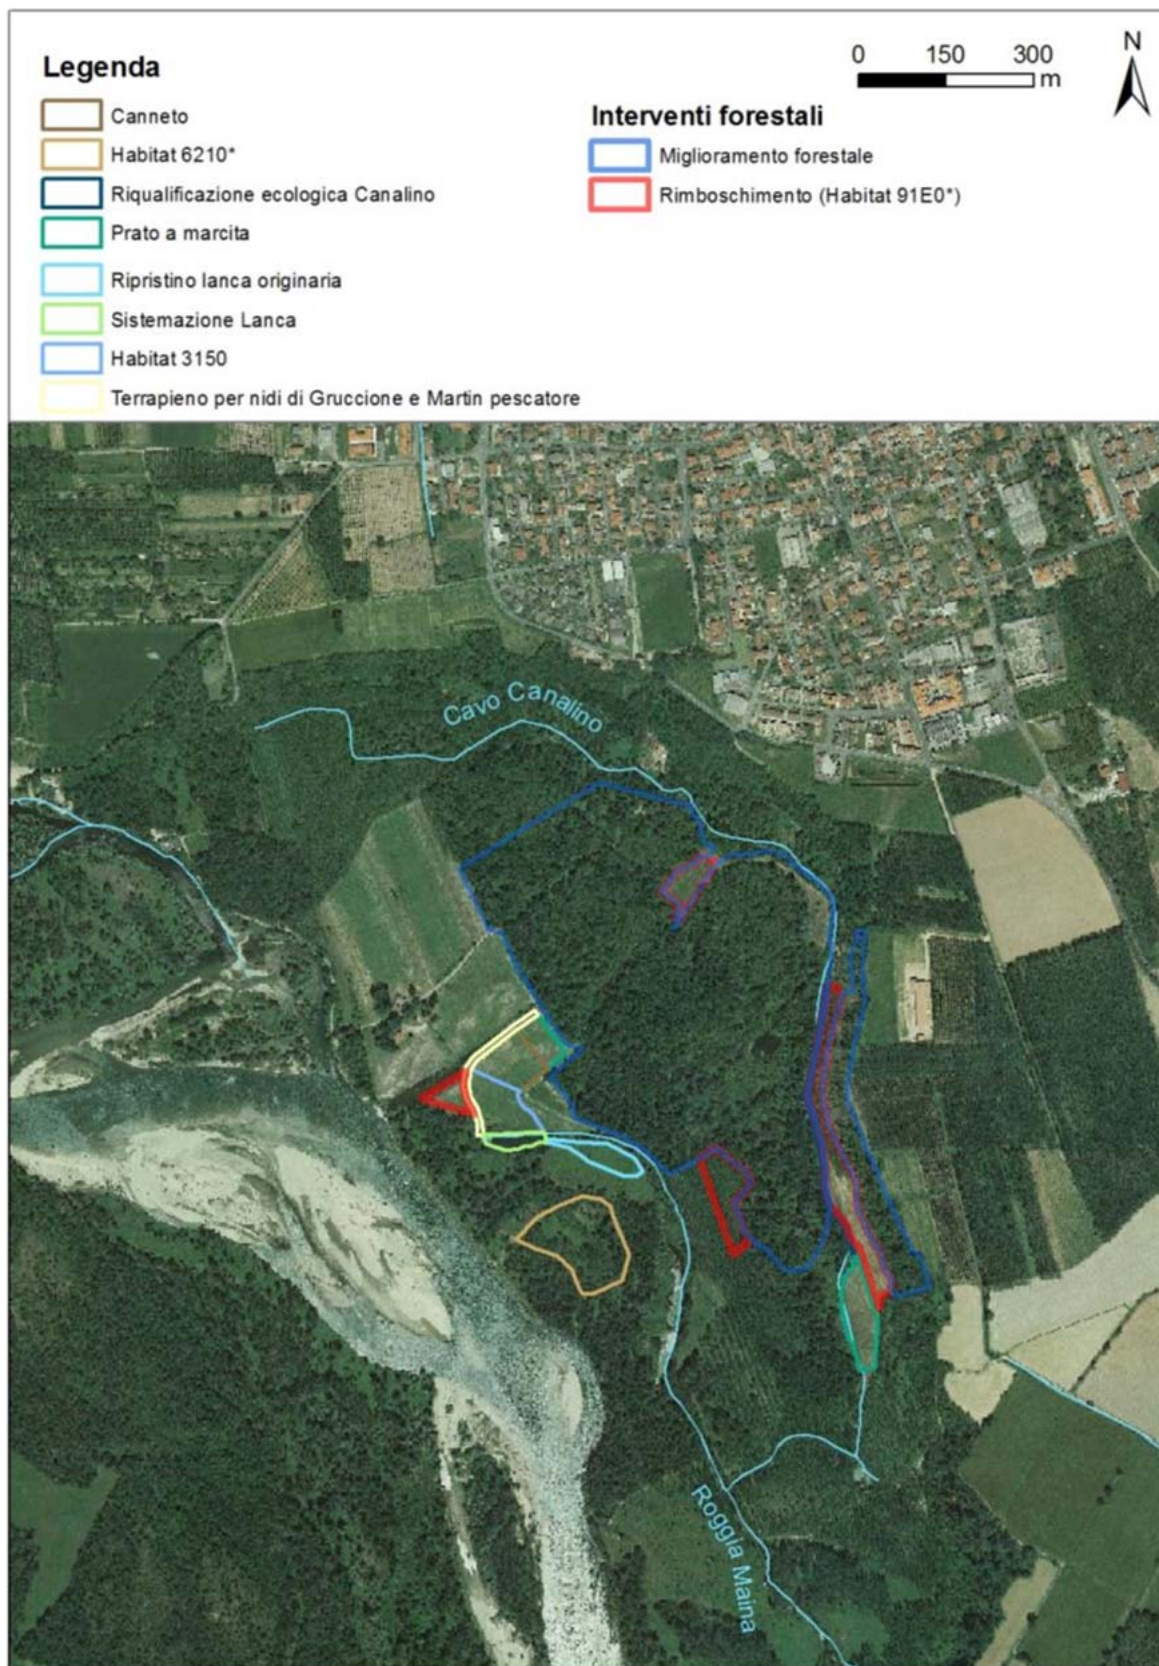 Legenda
Canneto
Habitat 6210*
Riqualificazione ecologica Canalino
Prato a marcita
Ripristino lanca originaria
Sistemazione Lanca
Habitat 3150
Terrapieno per nidi di Gruccione e Martin pescatore
Interventi forestali
Miglioramento forestale
Rimboschimento (Habitat 91E0*)
0 150 300
m
N
Cavo Canalino
Roggia Maina